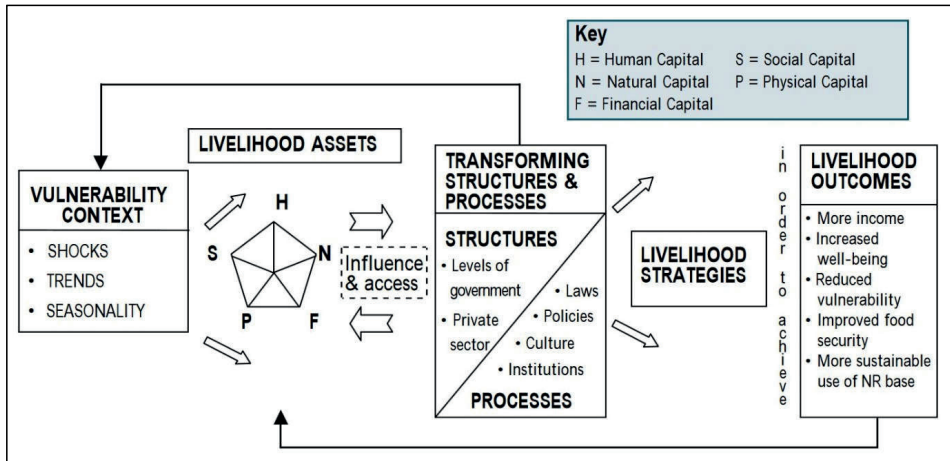 Key
H = Human Capital S = Social Capital
N = Natural Capital P = Physical Capital
F = Financial Capital
LIVELIHOOD ASSETS
VULNERABILITY
CONTEXT
• SHOCKS
• TRENDS
• SEASONALITY
H
S
N
P
F
Influence
& access
TRANSFORMING
STRUCTURES &
PROCESSES
STRUCTURES
• Levels of
government
• Private
sector
• Laws
• Policies
• Culture
• Institutions
PROCESSES
LIVELIHOOD
STRATEGIES
in order to achieve
LIVELIHOOD
OUTCOMES
• More income
• Increased
well-being
• Reduced
vulnerability
• Improved food
security
• More sustainable
use of NR base